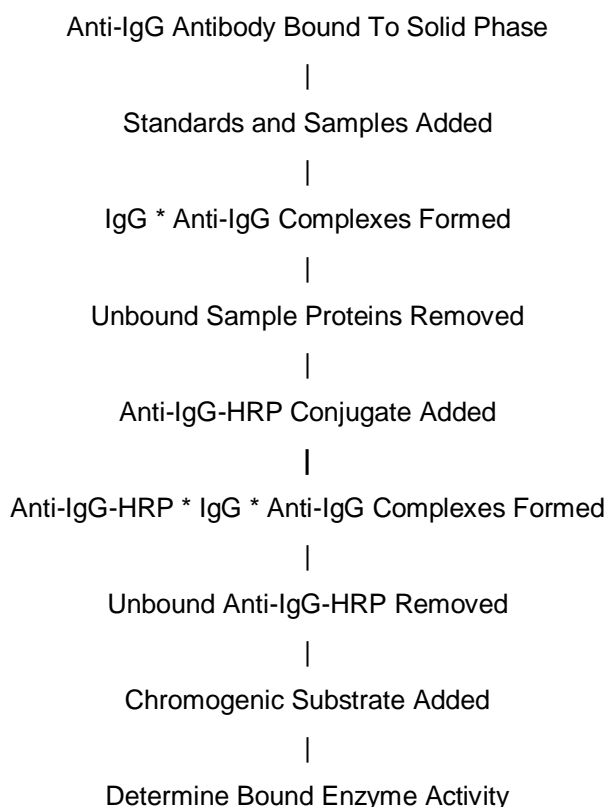 Anti-IgG Antibody Bound To Solid Phase
|
Standards and Samples Added
|
IgG * Anti-IgG Complexes Formed
|
Unbound Sample Proteins Removed
|
Anti-IgG-HRP Conjugate Added
|
Anti-IgG-HRP * IgG * Anti-IgG Complexes Formed
|
Unbound Anti-IgG-HRP Removed
|
Chromogenic Substrate Added
|
Determine Bound Enzyme Activity